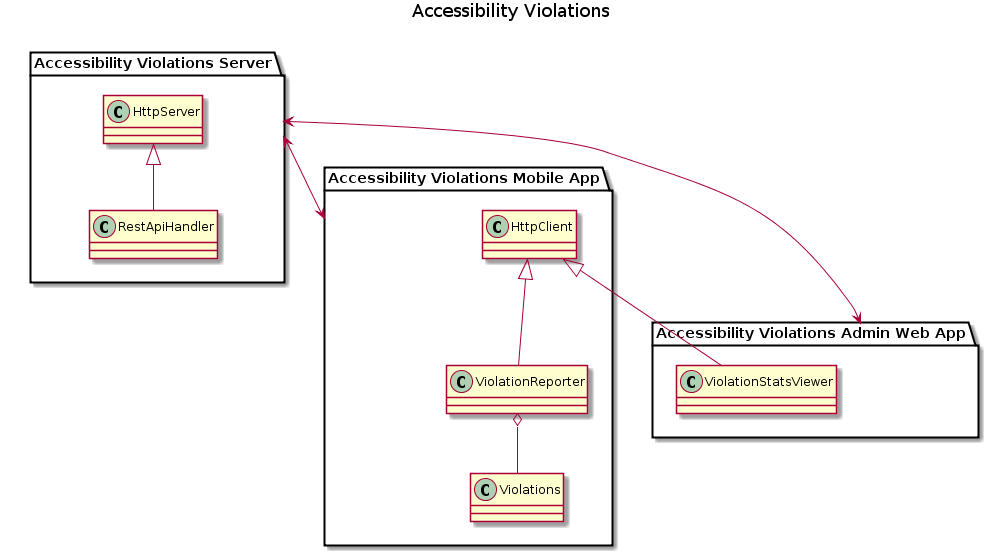 Accessibility Violations
Accessibility Violations Server
C HttpServer
C RestApiHandler
Accessibility Violations Mobile App
C HttpClient
C ViolationReporter
C Violations
Accessibility Violations Admin Web App
C ViolationStatsViewer